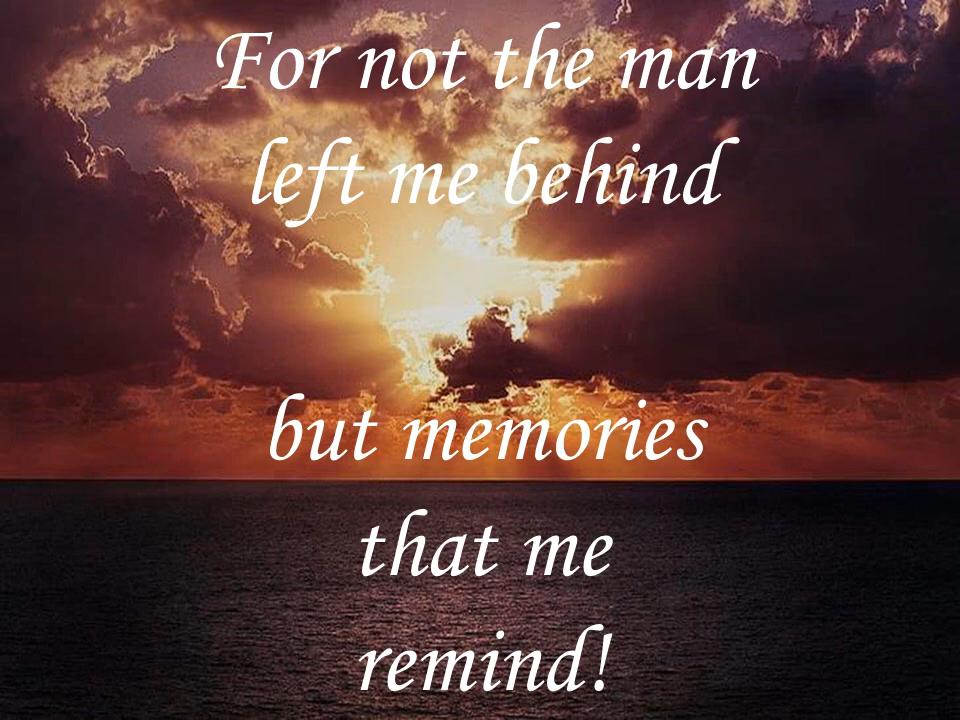 For not the man
left me behind
but memories
that me
remind!